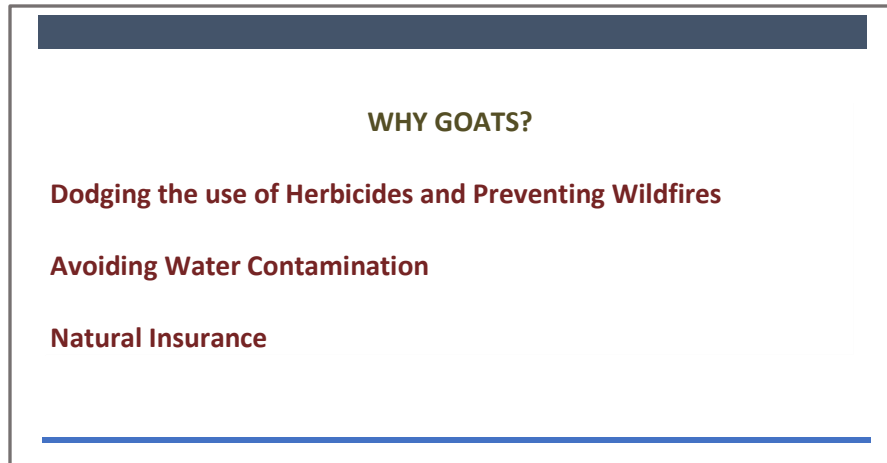 WHY GOATS?
Dodging the use of Herbicides and Preventing Wildfires
Avoiding Water Contamination
Natural Insurance